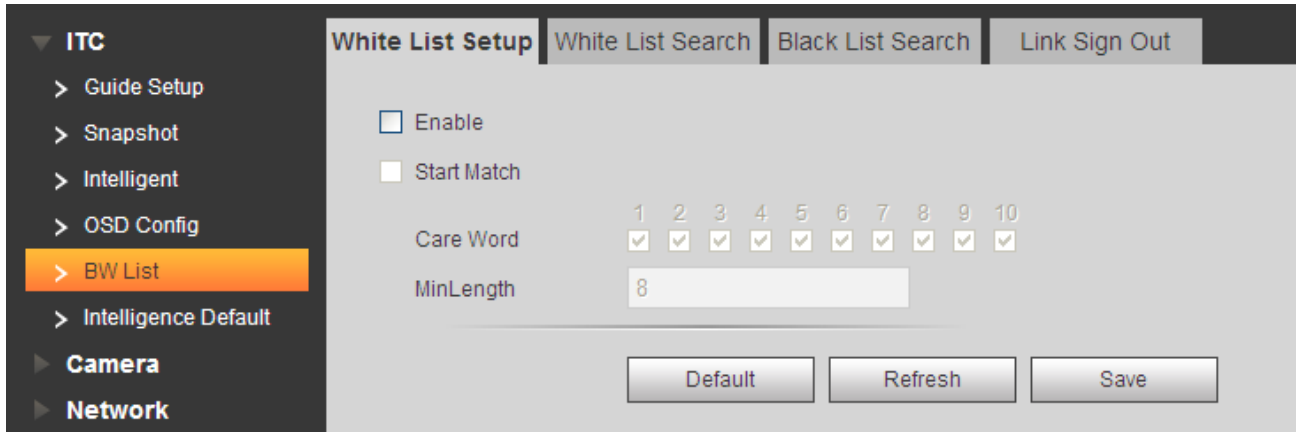 ITC
Guide Setup
Snapshot
Intelligent
OSD Config
BW List
Intelligence Default
Camera
Network
White List Setup White List Search Black List Search Link Sign Out
Enable
Start Match
1 2 3 4 5 6 7 8 9 10
Care Word
MinLength 8
Default Refresh Save